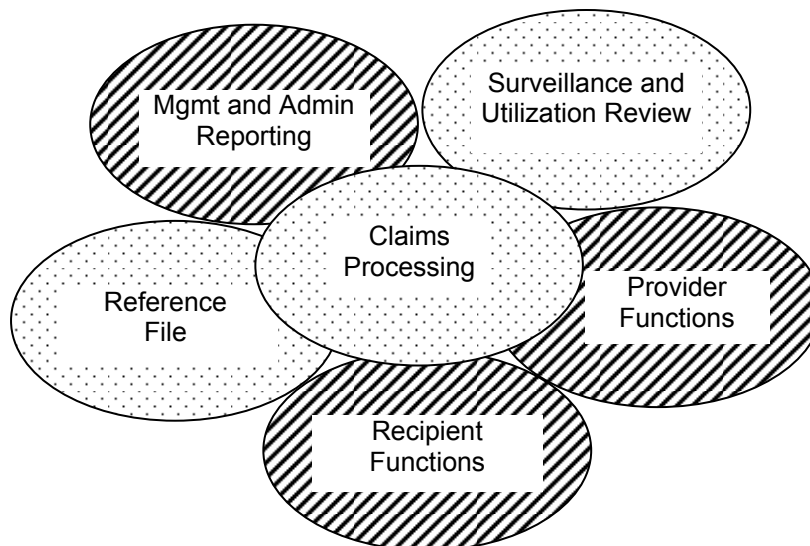 Mgmt and Admin
Reporting
Surveillance and
Utilization Review
Claims
Processing
Reference
File
Provider
Functions
Recipient
Functions